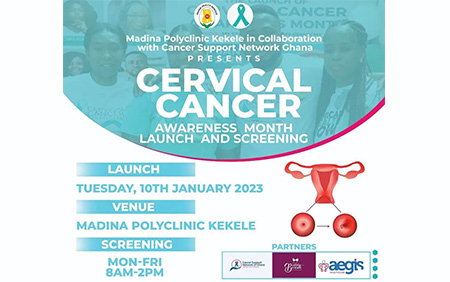 Madina Polyclinic Kekele in Collaboration
with Cancer Support Network Ghana
PRESENTS
CERVICAL
CANCER
AWARENESS MONTH
LAUNCH AND SCREENING
LAUNCH
TUESDAY, 10TH JANUARY 2023
VENUE
MADINA POLYCLINIC KEKELE
SCREENING
MON-FRI
8AM-2PM
PARTNERS
aegis